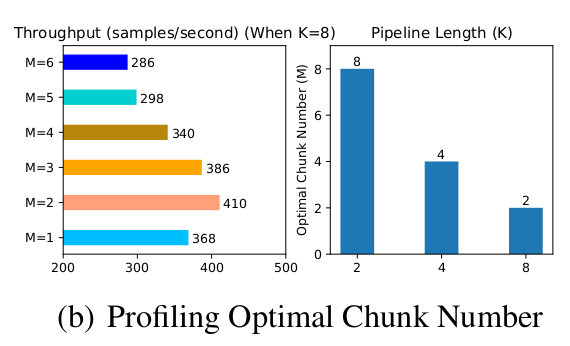 Throughput (samples/second) (When K=8)
M=6
286
M=5
298
M=4
340
M=3
386
M=2
410
M=1
368
200
300
400
500
Pipeline Length (K)
Optimal Chunk Number (M)
8
6
4
2
0
8
4
2
2
4
8
(b) Profiling Optimal Chunk Number